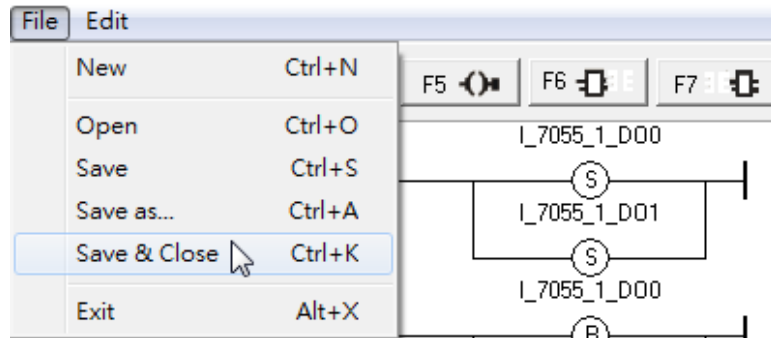 File Edit
New Ctrl+N
Open Ctrl+O
Save Ctrl+S
Save as... Ctrl+A
Save & Close Ctrl+K
Exit Alt+X
F5 F6 F7
I_7055_1_DO0
S
I_7055_1_DO1
S
I_7055_1_DO0
R